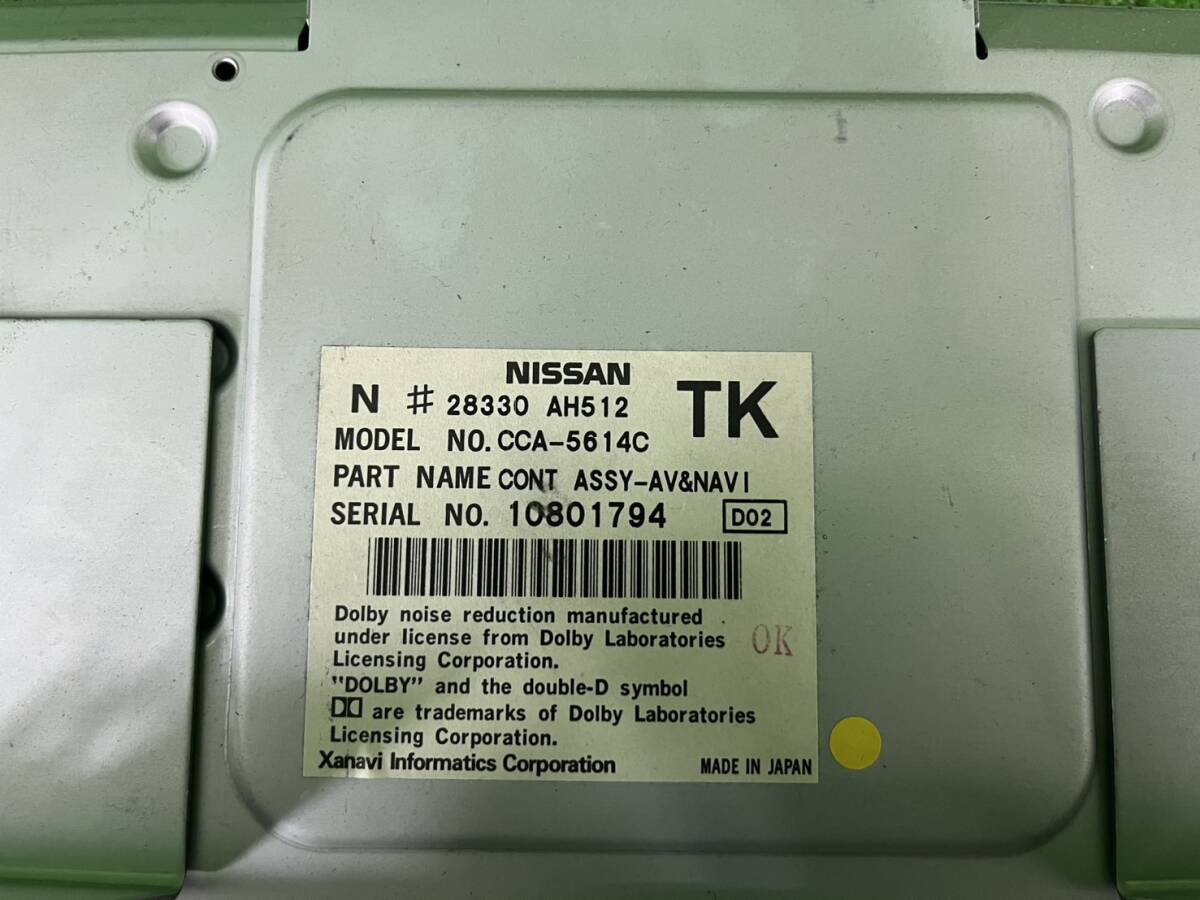 NISSAN
N # 28330 AH512 TK
MODEL NO. CCA-5614C
PART NAME CONT ASSY-AV&NAVI
SERIAL NO. 10801794 D02
Dolby noise reduction manufactured
under license from Dolby Laboratories OK
Licensing Corporation.
"DOLBY" and the double-D symbol
are trademarks of Dolby Laboratories
Licensing Corporation.
Xanavi Informatics Corporation MADE IN JAPAN